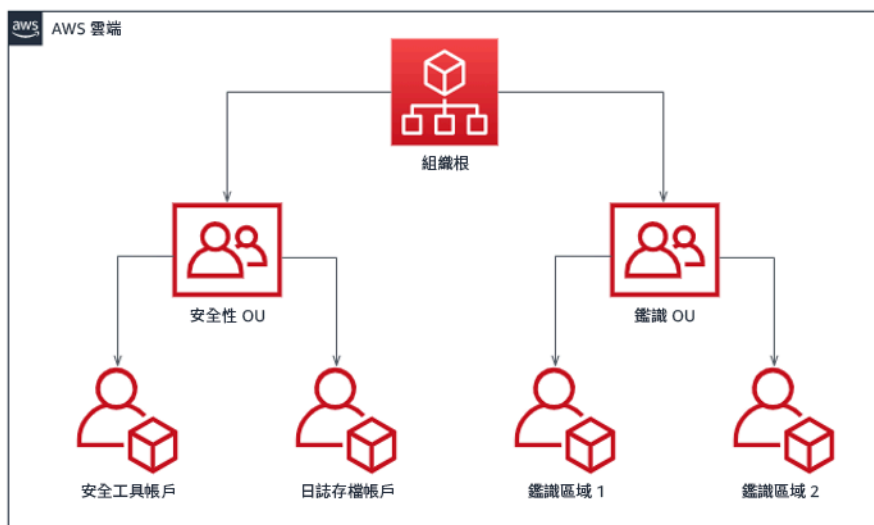 aws
AWS 雲端
組織根
安全性 OU
鑑識 OU
安全工具帳戶
日誌存檔帳戶
鑑識區域 1
鑑識區域 2